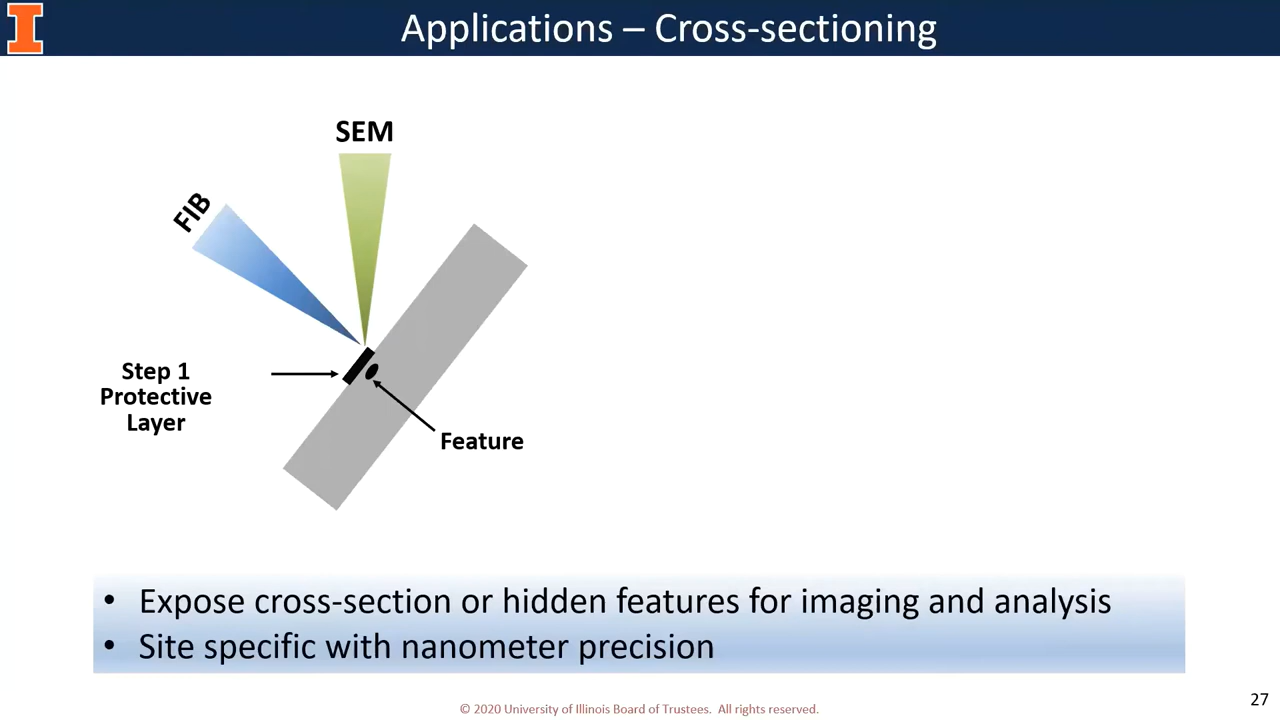 Applications – Cross-sectioning
SEM
FIB
Step 1
Protective
Layer
Feature
• Expose cross-section or hidden features for imaging and analysis
• Site specific with nanometer precision
© 2020 University of Illinois Board of Trustees. All rights reserved.
27